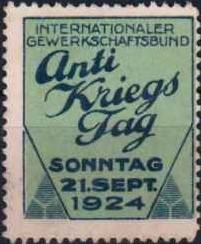 INTERNATIONALER
GEWERKSCHAFTSBUND
Anti
Kriegs
Tag
SONNTAG
21.SEPT.
1924